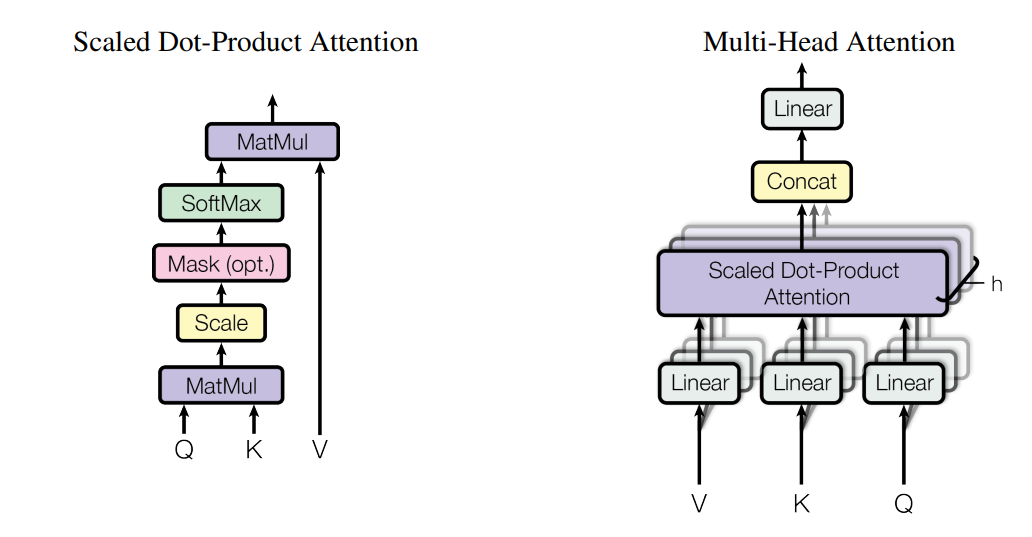 Scaled Dot-Product Attention
MatMul
SoftMax
Mask (opt.)
Scale
MatMul
Q K V
Multi-Head Attention
Linear
Concat
Scaled Dot-Product
Attention
h
Linear Linear Linear
V K Q